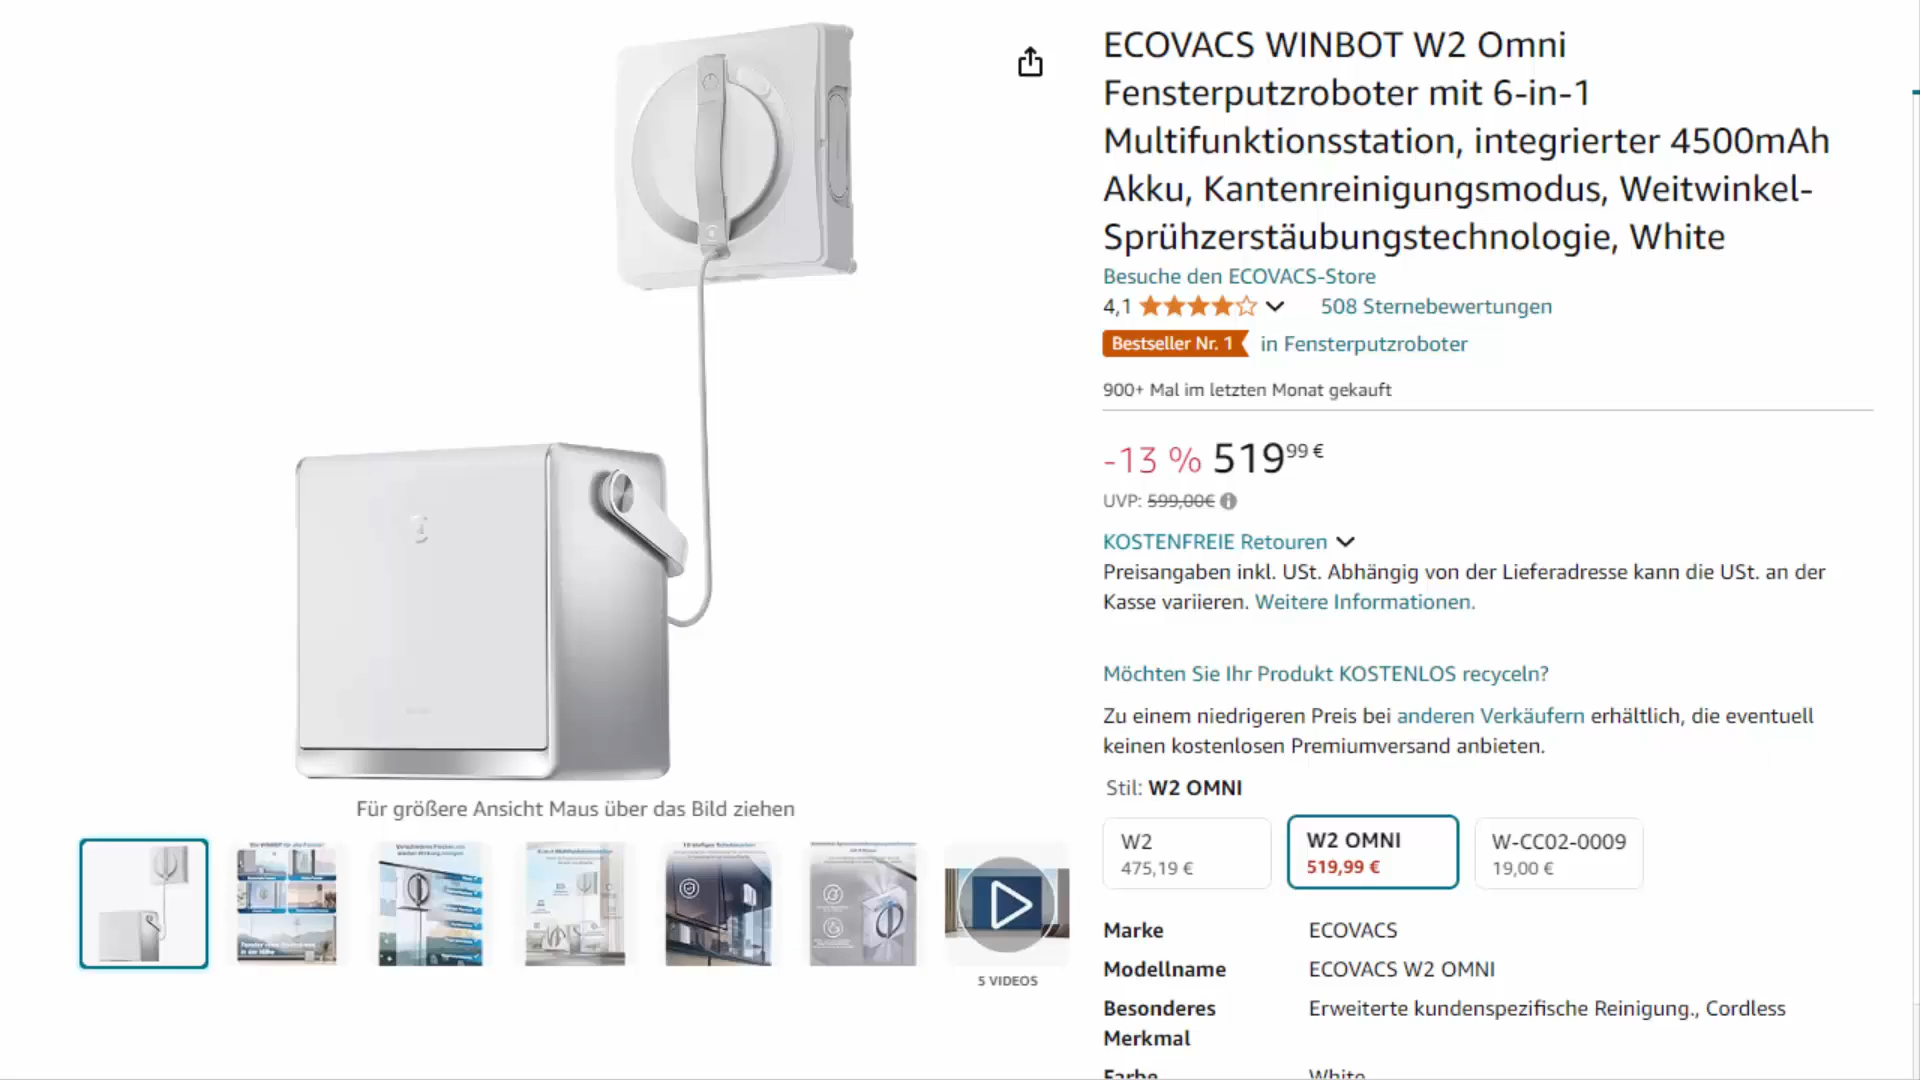 ECOVACS WINBOT W2 Omni
Fensterputzroboter mit 6-in-1
Multifunktionsstation, integrierter 4500mAh
Akku, Kantenreinigungsmodus, Weitwinkel-
Sprühzerstäubungstechnologie, White
Besuche den ECOVACS-Store
4,1
508 Sternebewertungen
Bestseller Nr. 1 in Fensterputzroboter
900+ Mal im letzten Monat gekauft
-13 % 519 99 €
UVP: 599,00€
KOSTENFREIE Retouren
Preisangaben inkl. USt. Abhängig von der Lieferadresse kann die USt. an der
Kasse variieren. Weitere Informationen.
Möchten Sie Ihr Produkt KOSTENLOS recyceln?
Zu einem niedrigeren Preis bei anderen Verkäufern erhältlich, die eventuell
keinen kostenlosen Premiumversand anbieten.
Stil: W2 OMNI
W2
475,19 €
W2 OMNI
519,99 €
W-CC02-0009
19,00 €
Marke ECOVACS
Modellname ECOVACS W2 OMNI
Besonderes Erweiterte kundenspezifische Reinigung., Cordless
Merkmal
Farbe White
Für größere Ansicht Maus über das Bild ziehen
5 VIDEOS